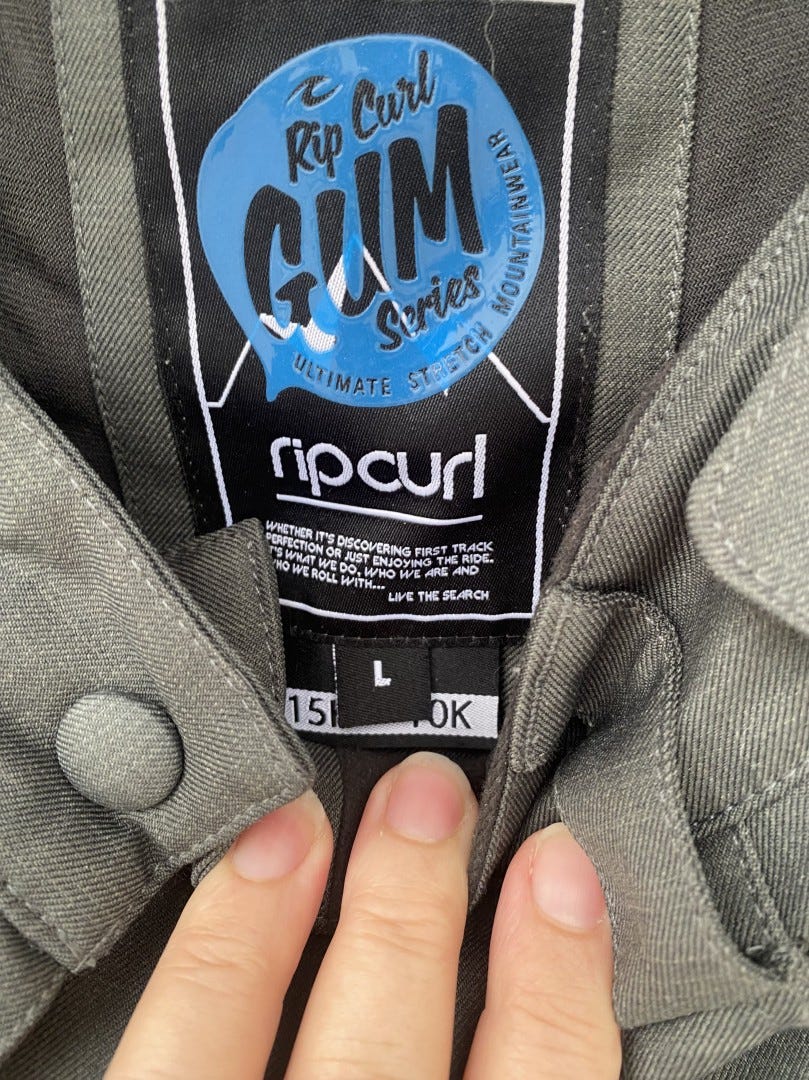 Rip Curl
GUM
Series
ULTIMATE STRETCH MOUNTAINWEAR
ripcurl
WHETHER IT'S DISCOVERING FIRST TRACK
PERFECTION OR JUST ENJOYING THE RIDE.
IT'S WHAT WE DO. WHO WE ARE AND
WHO WE ROLL WITH...
LIVE THE SEARCH
L
15K